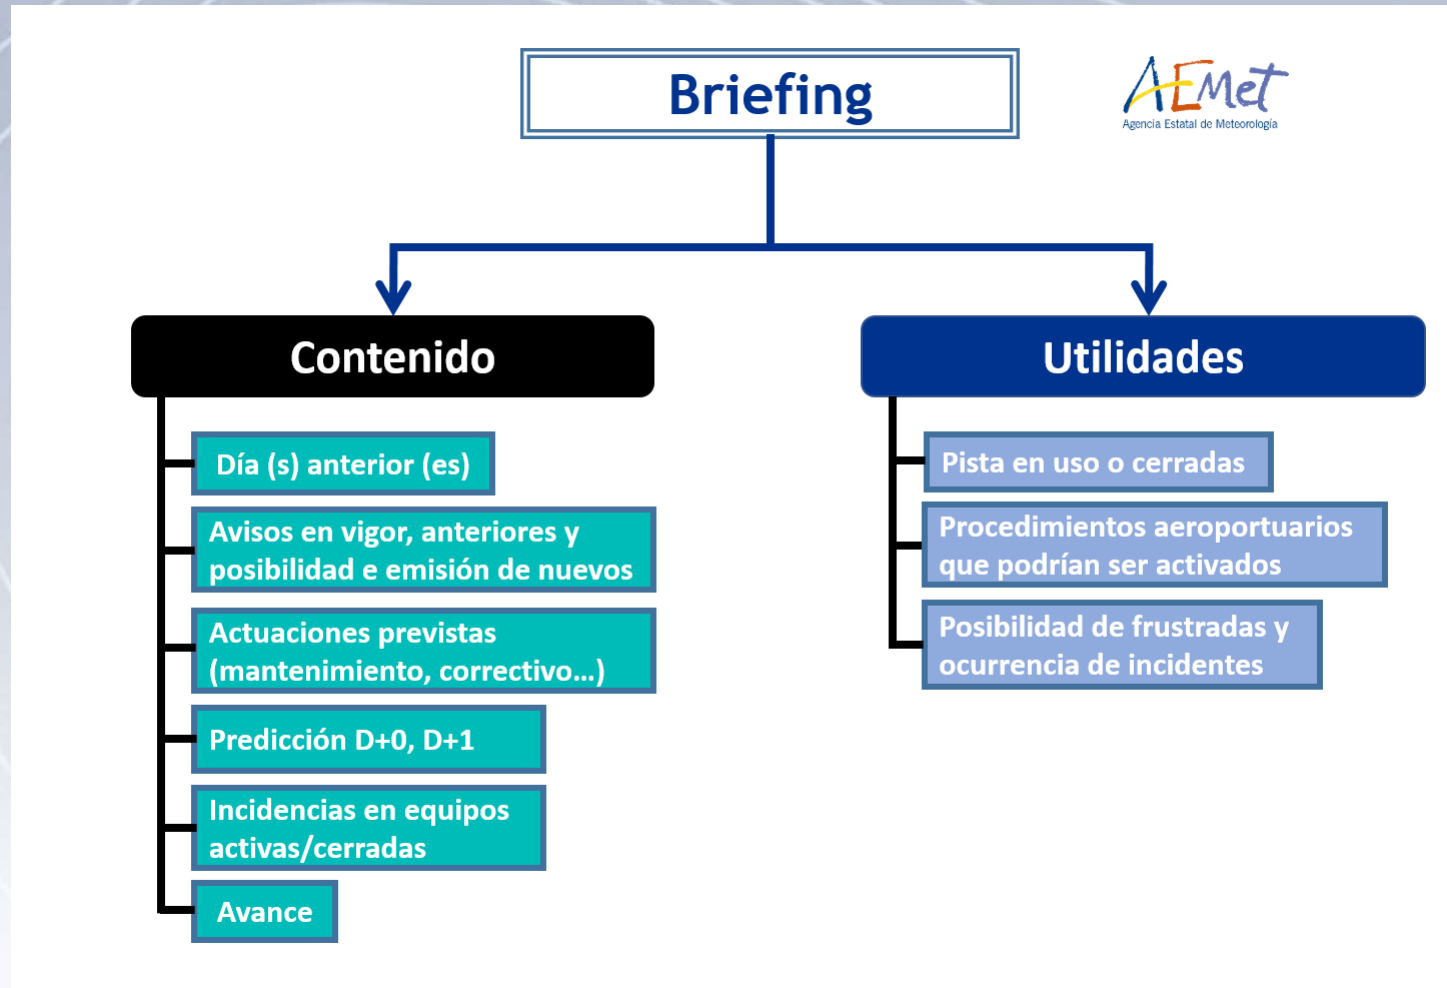 Briefing
AEMet
Agencia Estatal de Meteorología
Contenido
Día (s) anterior (es)
Avisos en vigor, anteriores y
posibilidad e emisión de nuevos
Actuaciones previstas
(mantenimiento, correctivo...)
Predicción D+0, D+1
Incidencias en equipos
activas/cerradas
Avance
Utilidades
Pista en uso o cerradas
Procedimientos aeroportuarios
que podrían ser activados
Posibilidad de frustradas y
ocurrencia de incidentes